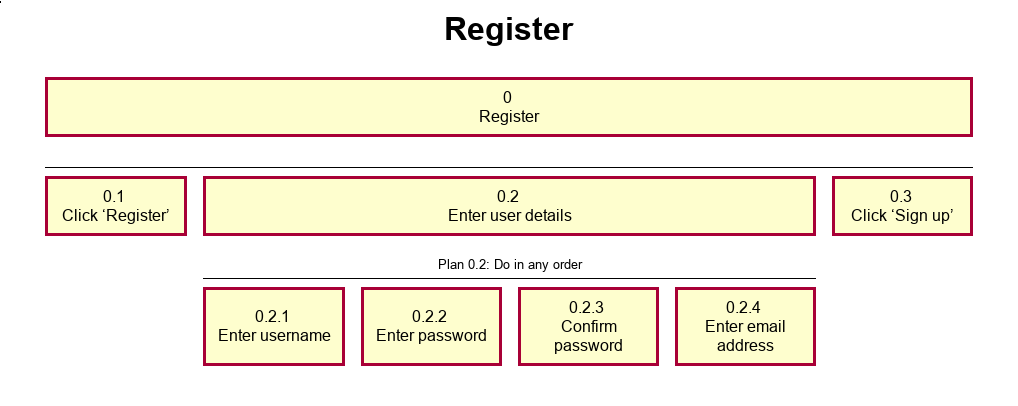 Register
0
Register
0.1
Click ‘Register’
0.2
Enter user details
0.3
Click ‘Sign up’
Plan 0.2: Do in any order
0.2.1
Enter username
0.2.2
Enter password
0.2.3
Confirm
password
0.2.4
Enter email
address